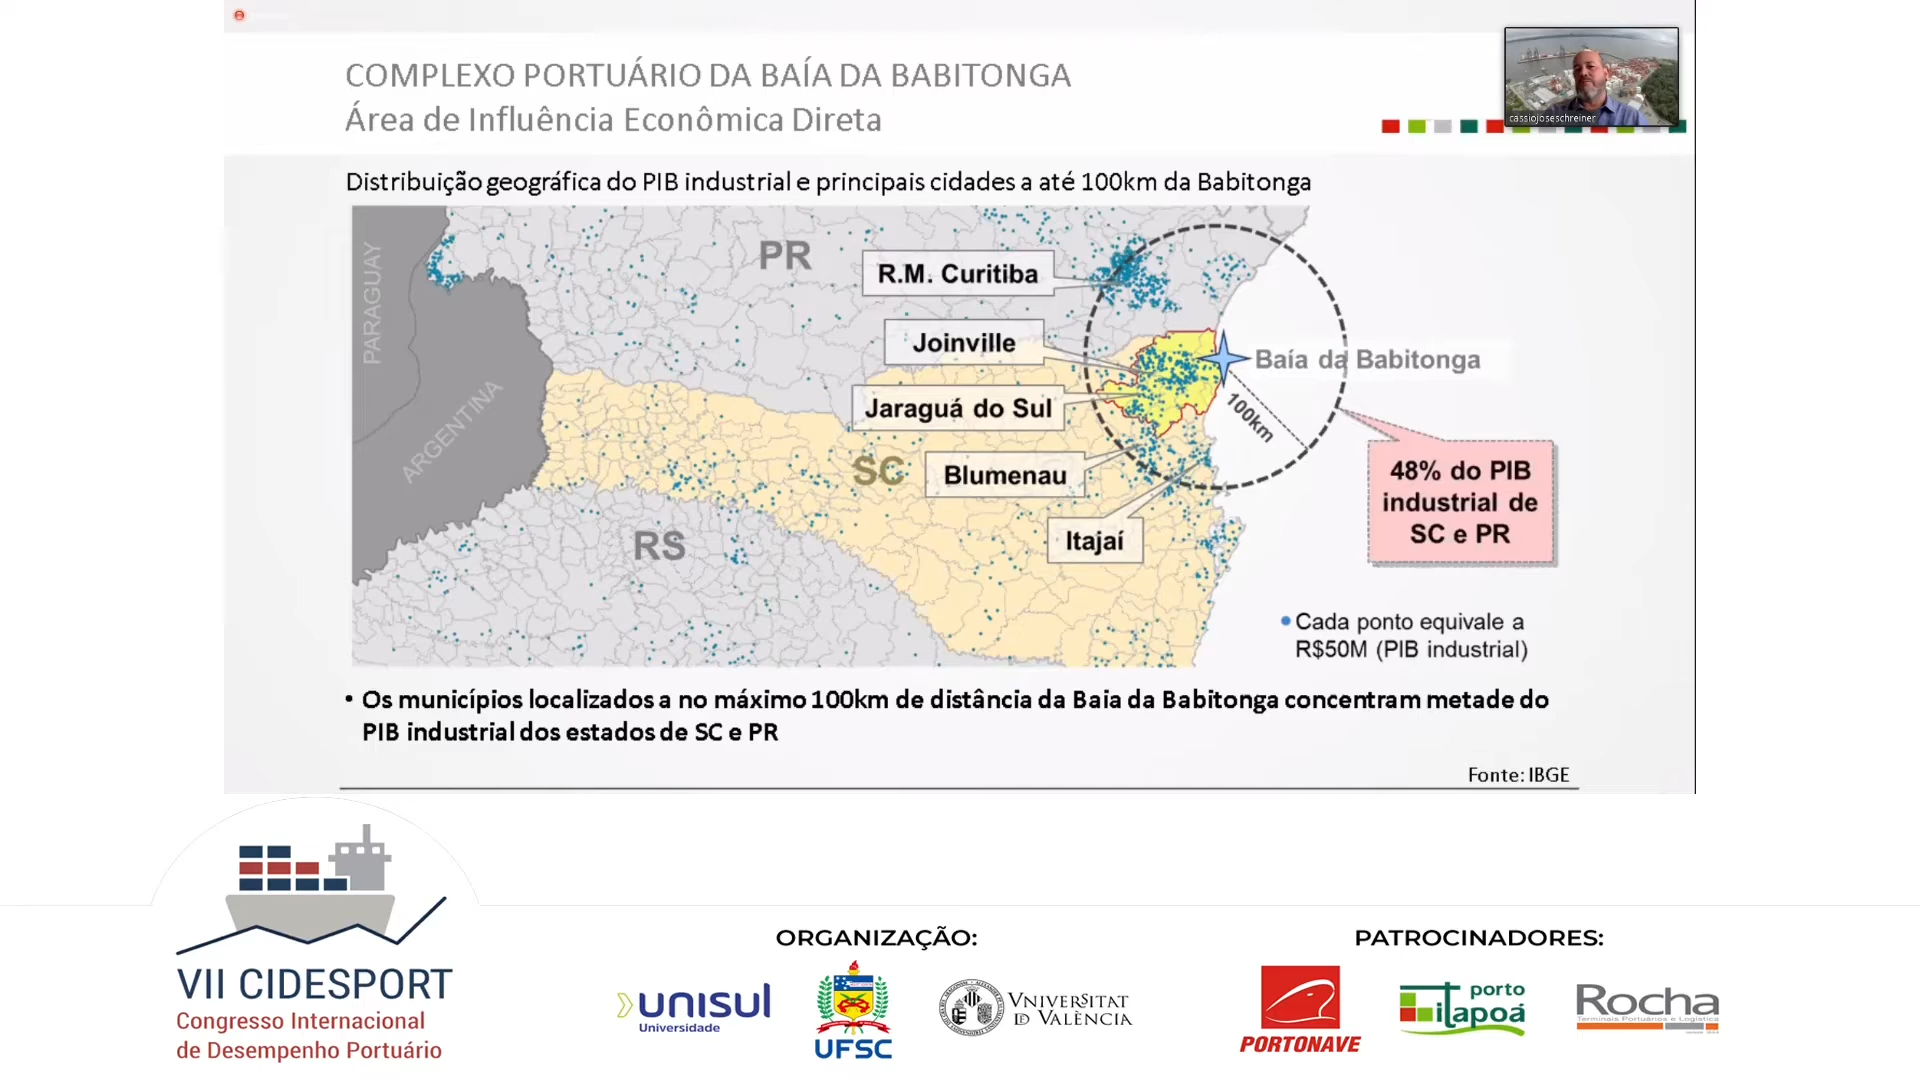 COMPLEXO PORTUÁRIO DA BAÍA DA BABITONGA
Área de Influência Econômica Direta
cassiojoseschreiner
Distribuição geográfica do PIB industrial e principais cidades a até 100km da Babitonga
PARAGUAY
PR
R.M. Curitiba
Joinville
Baía da Babitonga
ARGENTINA
Jaraguá do Sul
100km
SC
Blumenau
48% do PIB
industrial de
SC e PR
RS
Itajaí
Cada ponto equivale a
R$50M (PIB industrial)
• Os municípios localizados a no máximo 100km de distância da Baia da Babitonga concentram metade do
PIB industrial dos estados de SC e PR
Fonte: IBGE
VII CIDESPORT
Congresso Internacional
de Desempenho Portuário
ORGANIZAÇÃO:
unisul
Universidade
UFSC
VNIVERSITAT
ID VALÈNCIA
PATROCINADORES:
PORTONAVE
porto
itapoá
Rocha
Terminais Portuários e Logística